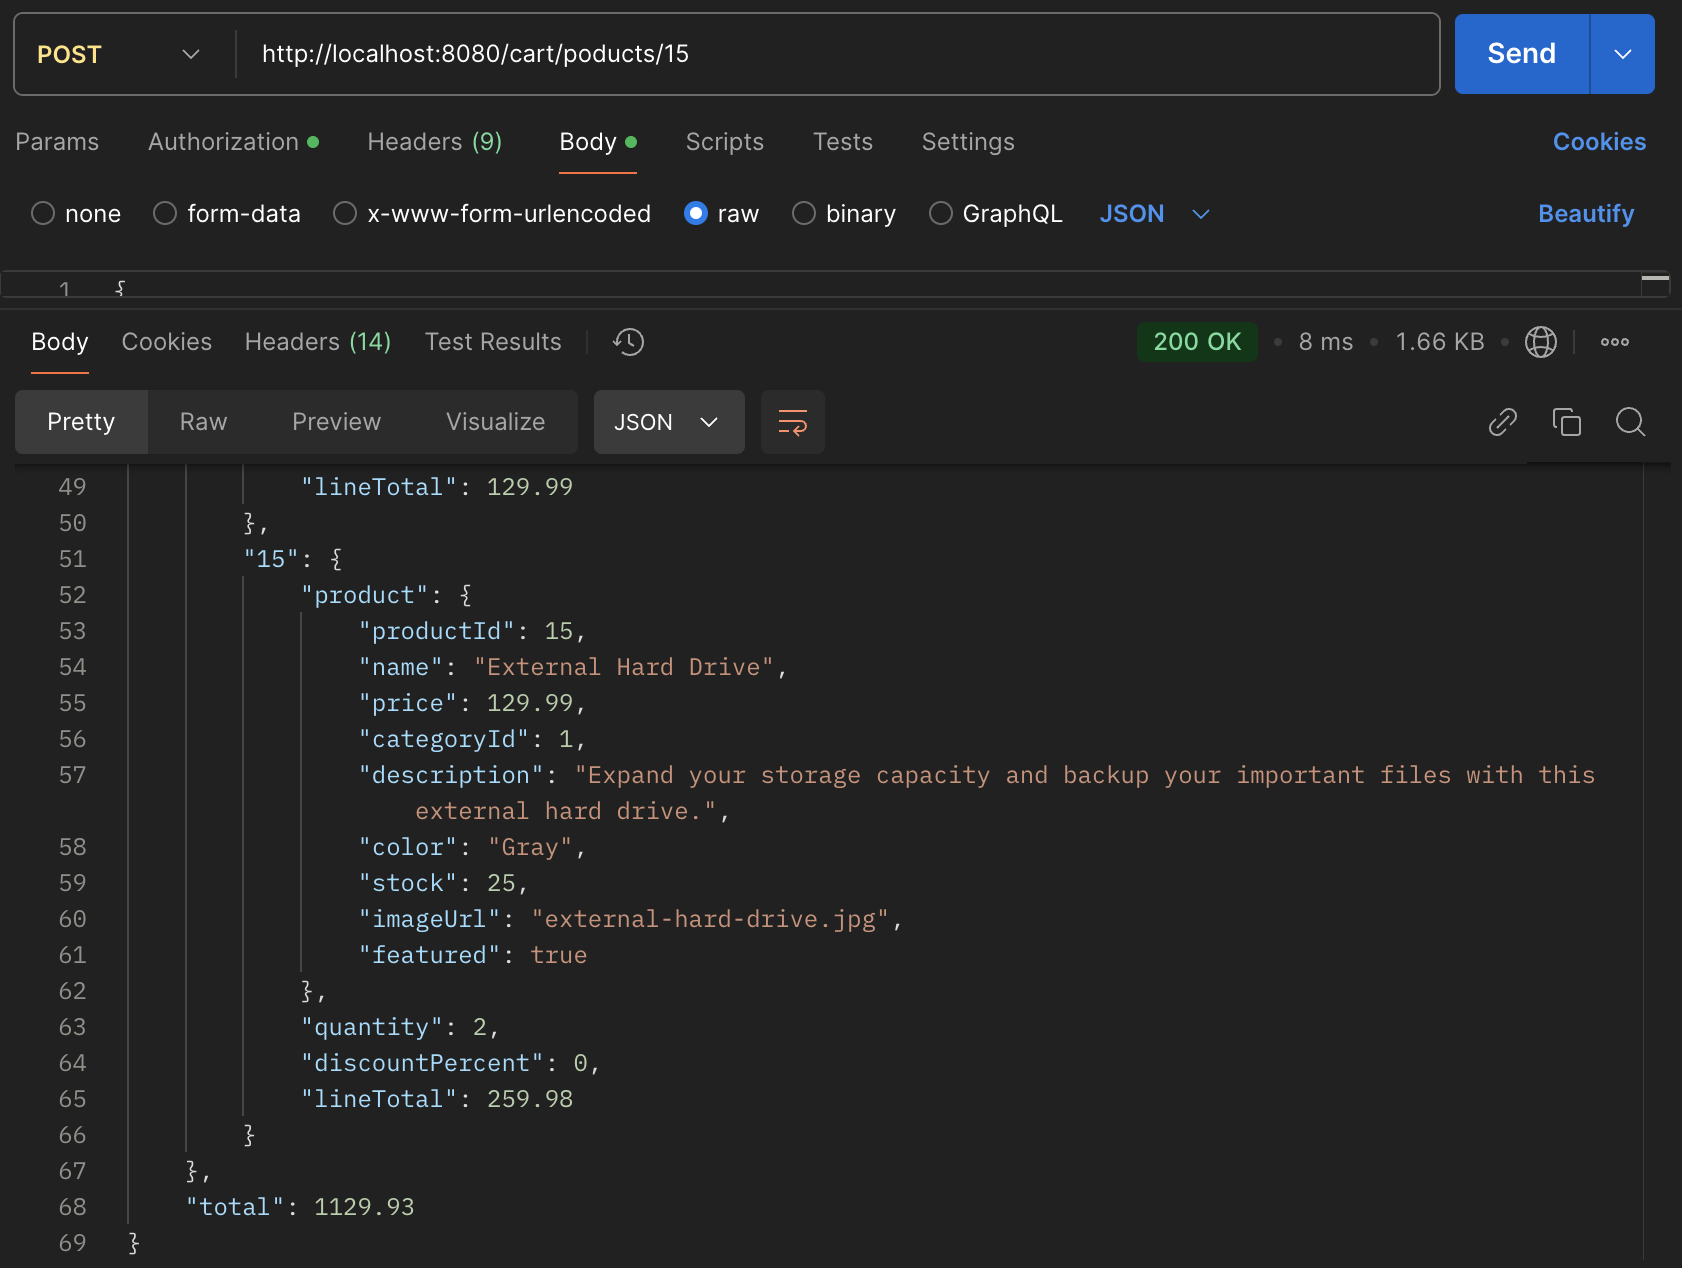 POST http://localhost:8080/cart/poducts/15 Send
Params Authorization Headers (9) Body Scripts Tests Settings Cookies
none form-data x-www-form-urlencoded raw binary GraphQL JSON Beautify
1 {
Body Cookies Headers (14) Test Results 200 OK • 8 ms • 1.66 KB •
Pretty Raw Preview Visualize JSON
49 "lineTotal": 129.99
50 },
51 "15": {
52 "product": {
53 "productId": 15,
54 "name": "External Hard Drive",
55 "price": 129.99,
56 "categoryId": 1,
57 "description": "Expand your storage capacity and backup your important files with this
external hard drive.",
58 "color": "Gray",
59 "stock": 25,
60 "imageUrl": "external-hard-drive.jpg",
61 "featured": true
62 },
63 "quantity": 2,
64 "discountPercent": 0,
65 "lineTotal": 259.98
66 }
67 },
68 "total": 1129.93
69 }